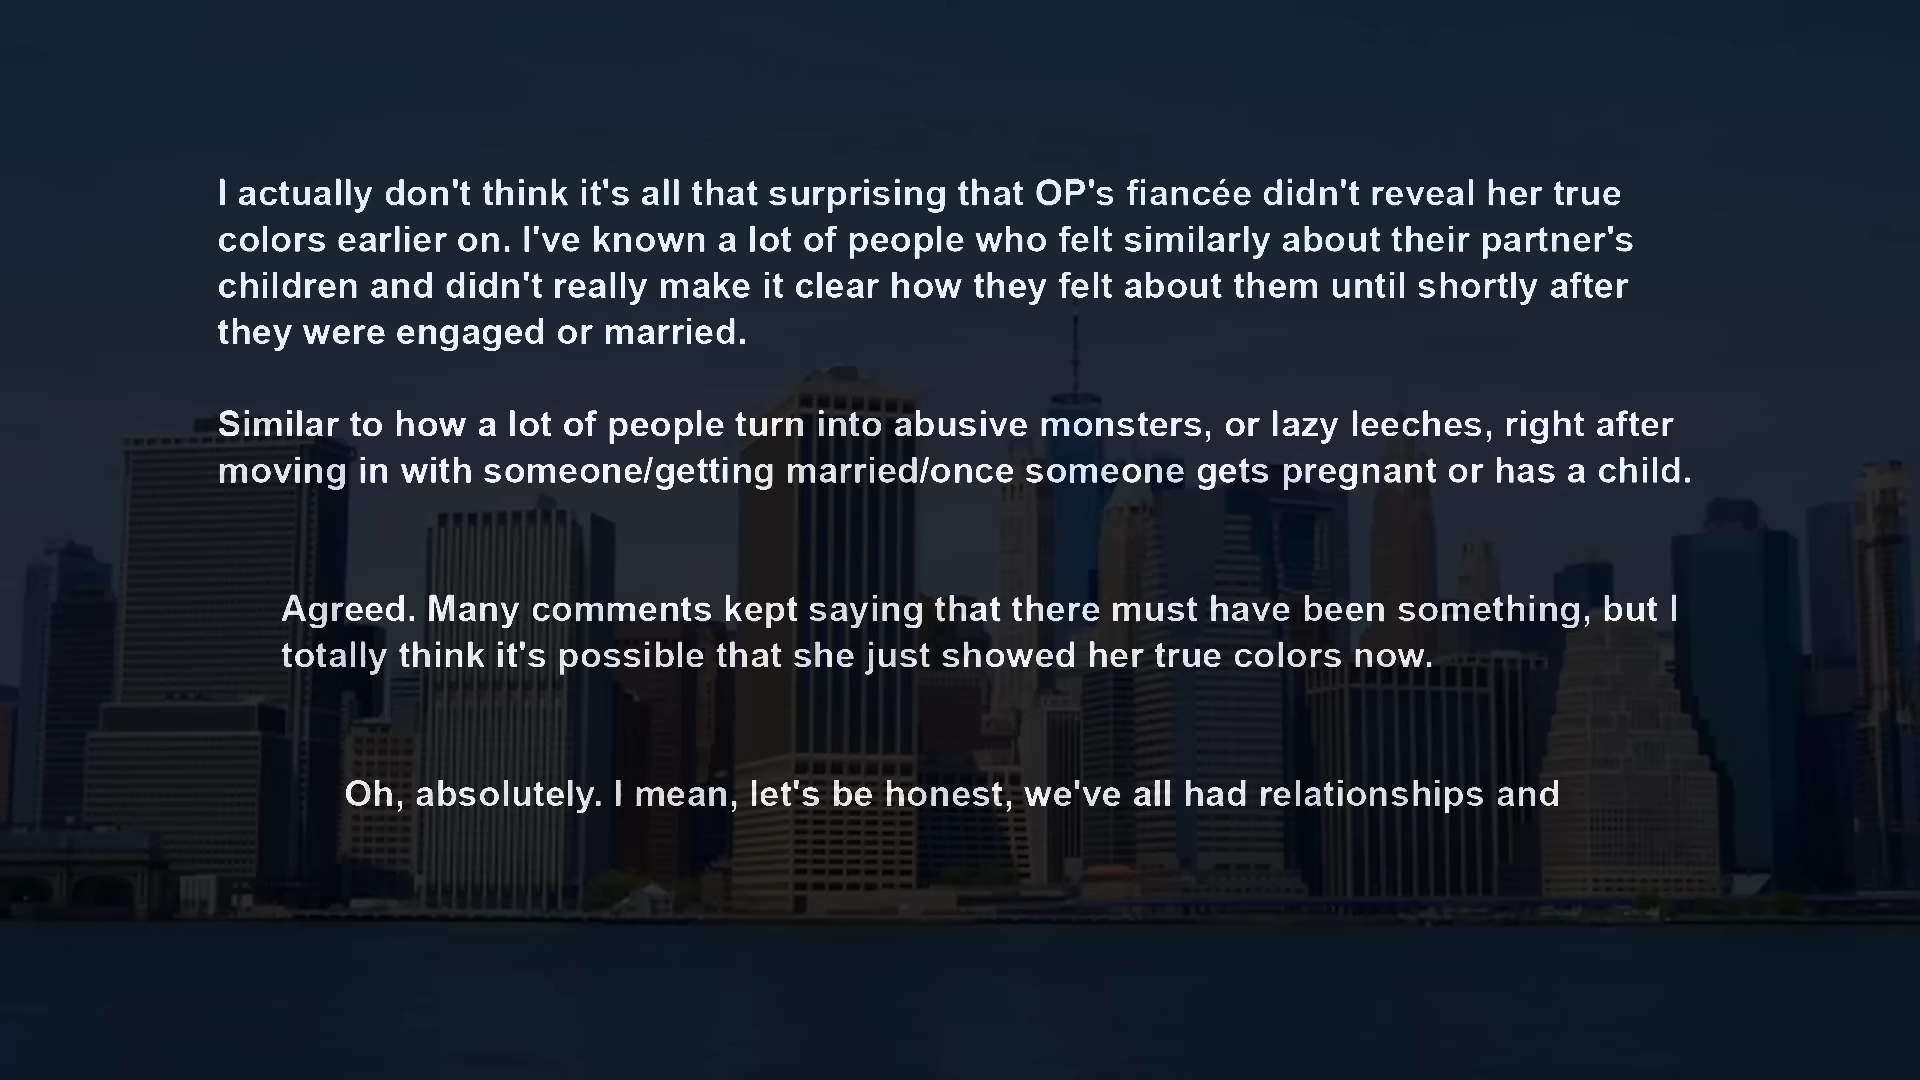 I actually don't think it's all that surprising that OP's fiancée didn't reveal her true
colors earlier on. I've known a lot of people who felt similarly about their partner's
children and didn't really make it clear how they felt about them until shortly after
they were engaged or married.
Similar to how a lot of people turn into abusive monsters, or lazy leeches, right after
moving in with someone/getting married/once someone gets pregnant or has a child.
Agreed. Many comments kept saying that there must have been something, but I
totally think it's possible that she just showed her true colors now.
Oh, absolutely. I mean, let's be honest, we've all had relationships and